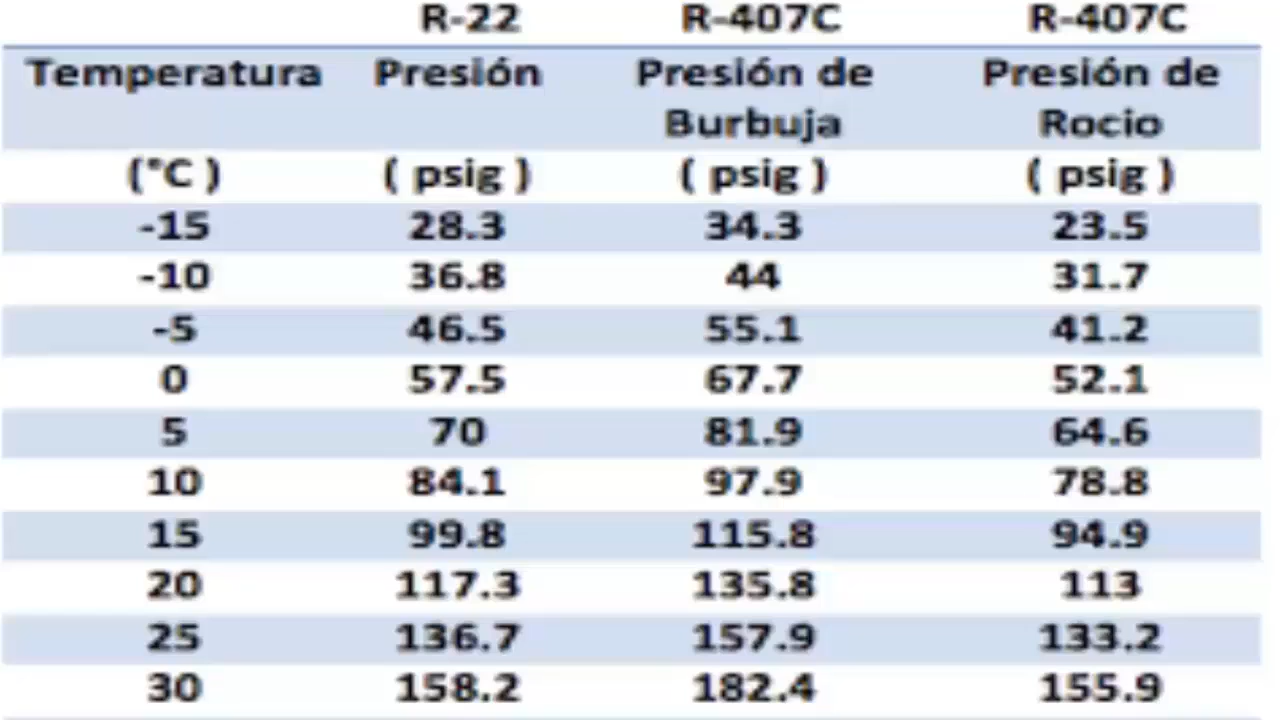 R-22 R-407C R-407C
Temperatura Presión Presión de Presión de
Burbuja Rocio
(°C ) ( psig ) ( psig ) ( psig )
-15 28.3 34.3 23.5
-10 36.8 44 31.7
-5 46.5 55.1 41.2
0 57.5 67.7 52.1
5 70 81.9 64.6
10 84.1 97.9 78.8
15 99.8 115.8 94.9
20 117.3 135.8 113
25 136.7 157.9 133.2
30 158.2 182.4 155.9